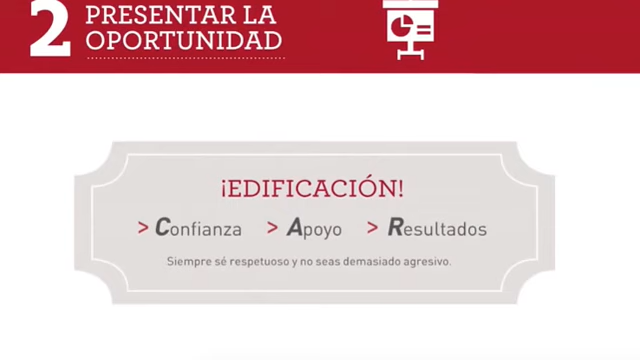 2 PRESENTAR LA
OPORTUNIDAD
¡EDIFICACIÓN!
> Confianza > Apoyo > Resultados
Siempre sé respetuoso y no seas demasiado agresivo.